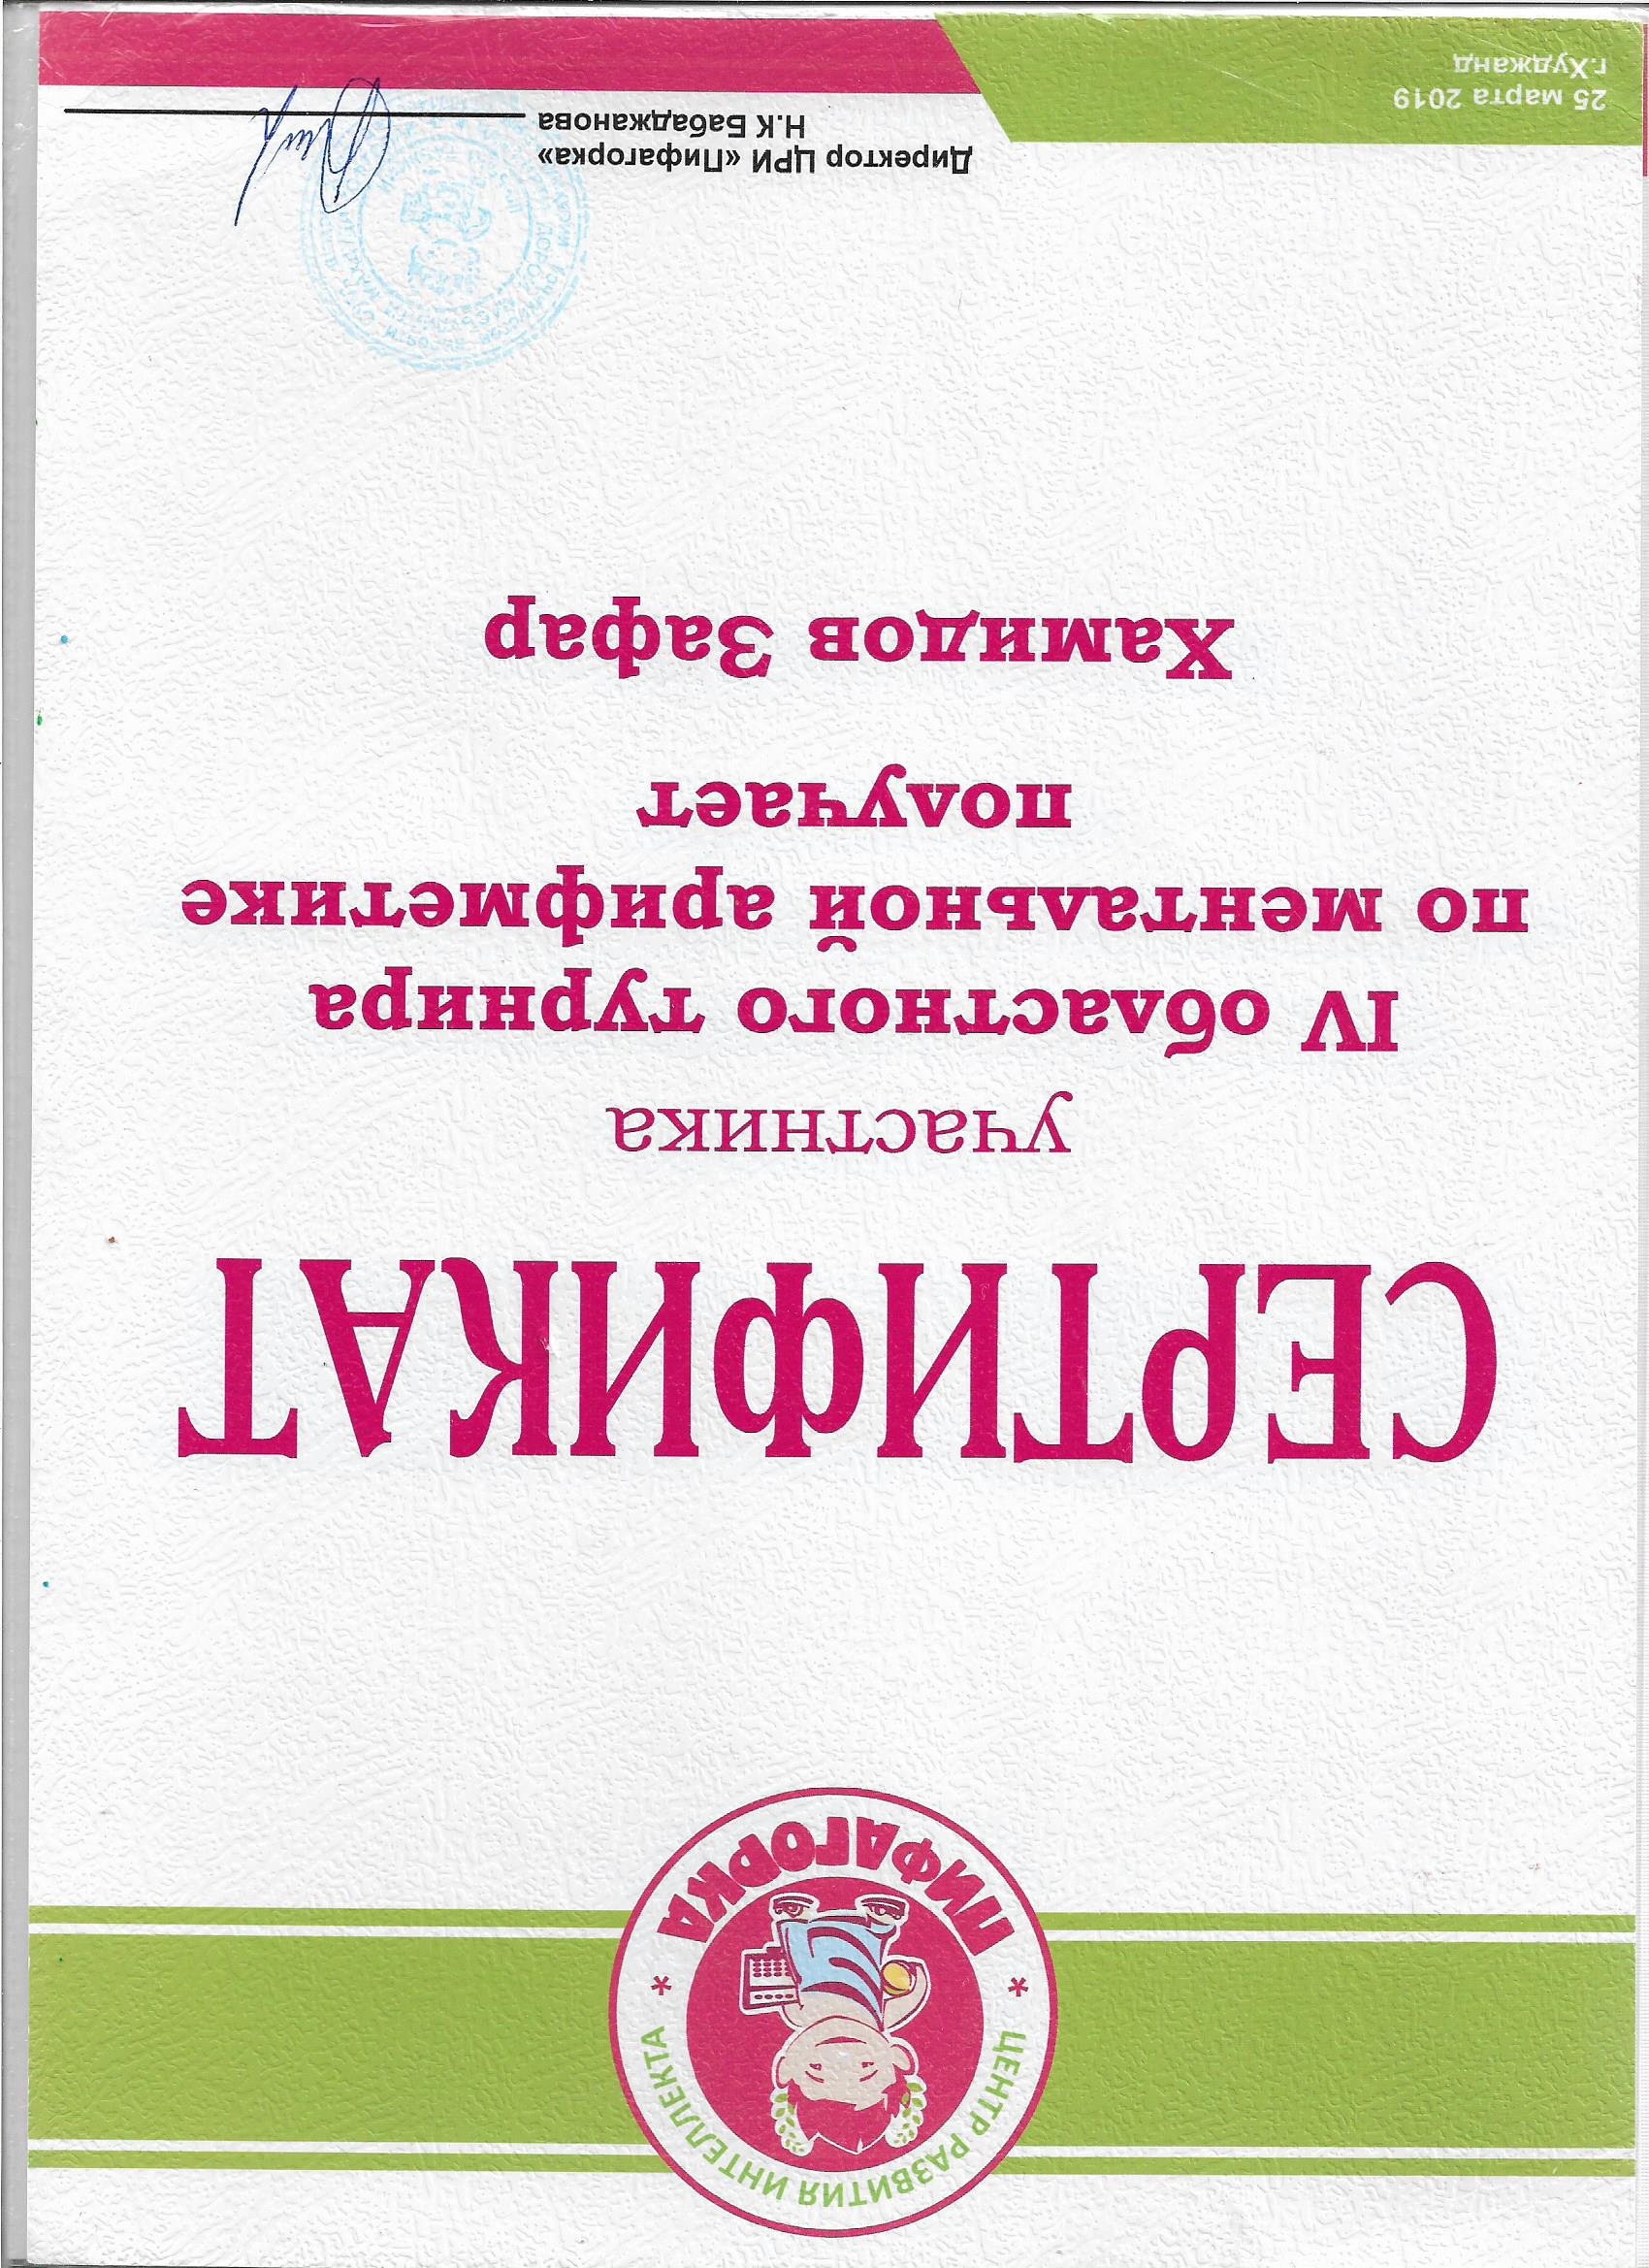 ЦЕНТР РАЗВИТИЯ ИНТЕЛЛЕКТА
* *
ПИФАГОРКА
СЕРТИФИКАТ
участника
IV областного турнира
по ментальной арифметике
получает
Хамидов Зафар
Директор ЦРИ «Пифагорка»
Н.К Бабаджанова
25 марта 2019
г.Худжанд